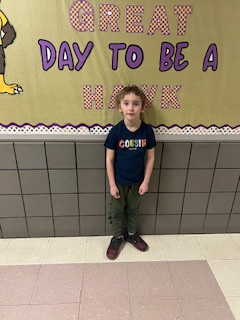 GREAT
DAY TO BE A
HAWK
COUSIN